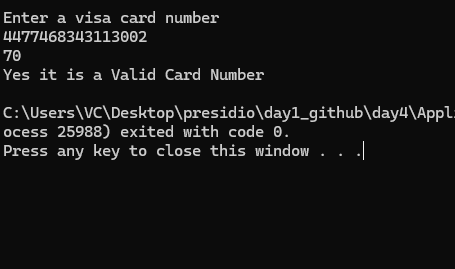 Enter a visa card number
4477468343113002
70
Yes it is a Valid Card Number
C:\Users\VC\Desktop\presidio\day1_github\day4\Appli
ocess 25988) exited with code 0.
Press any key to close this window . . .